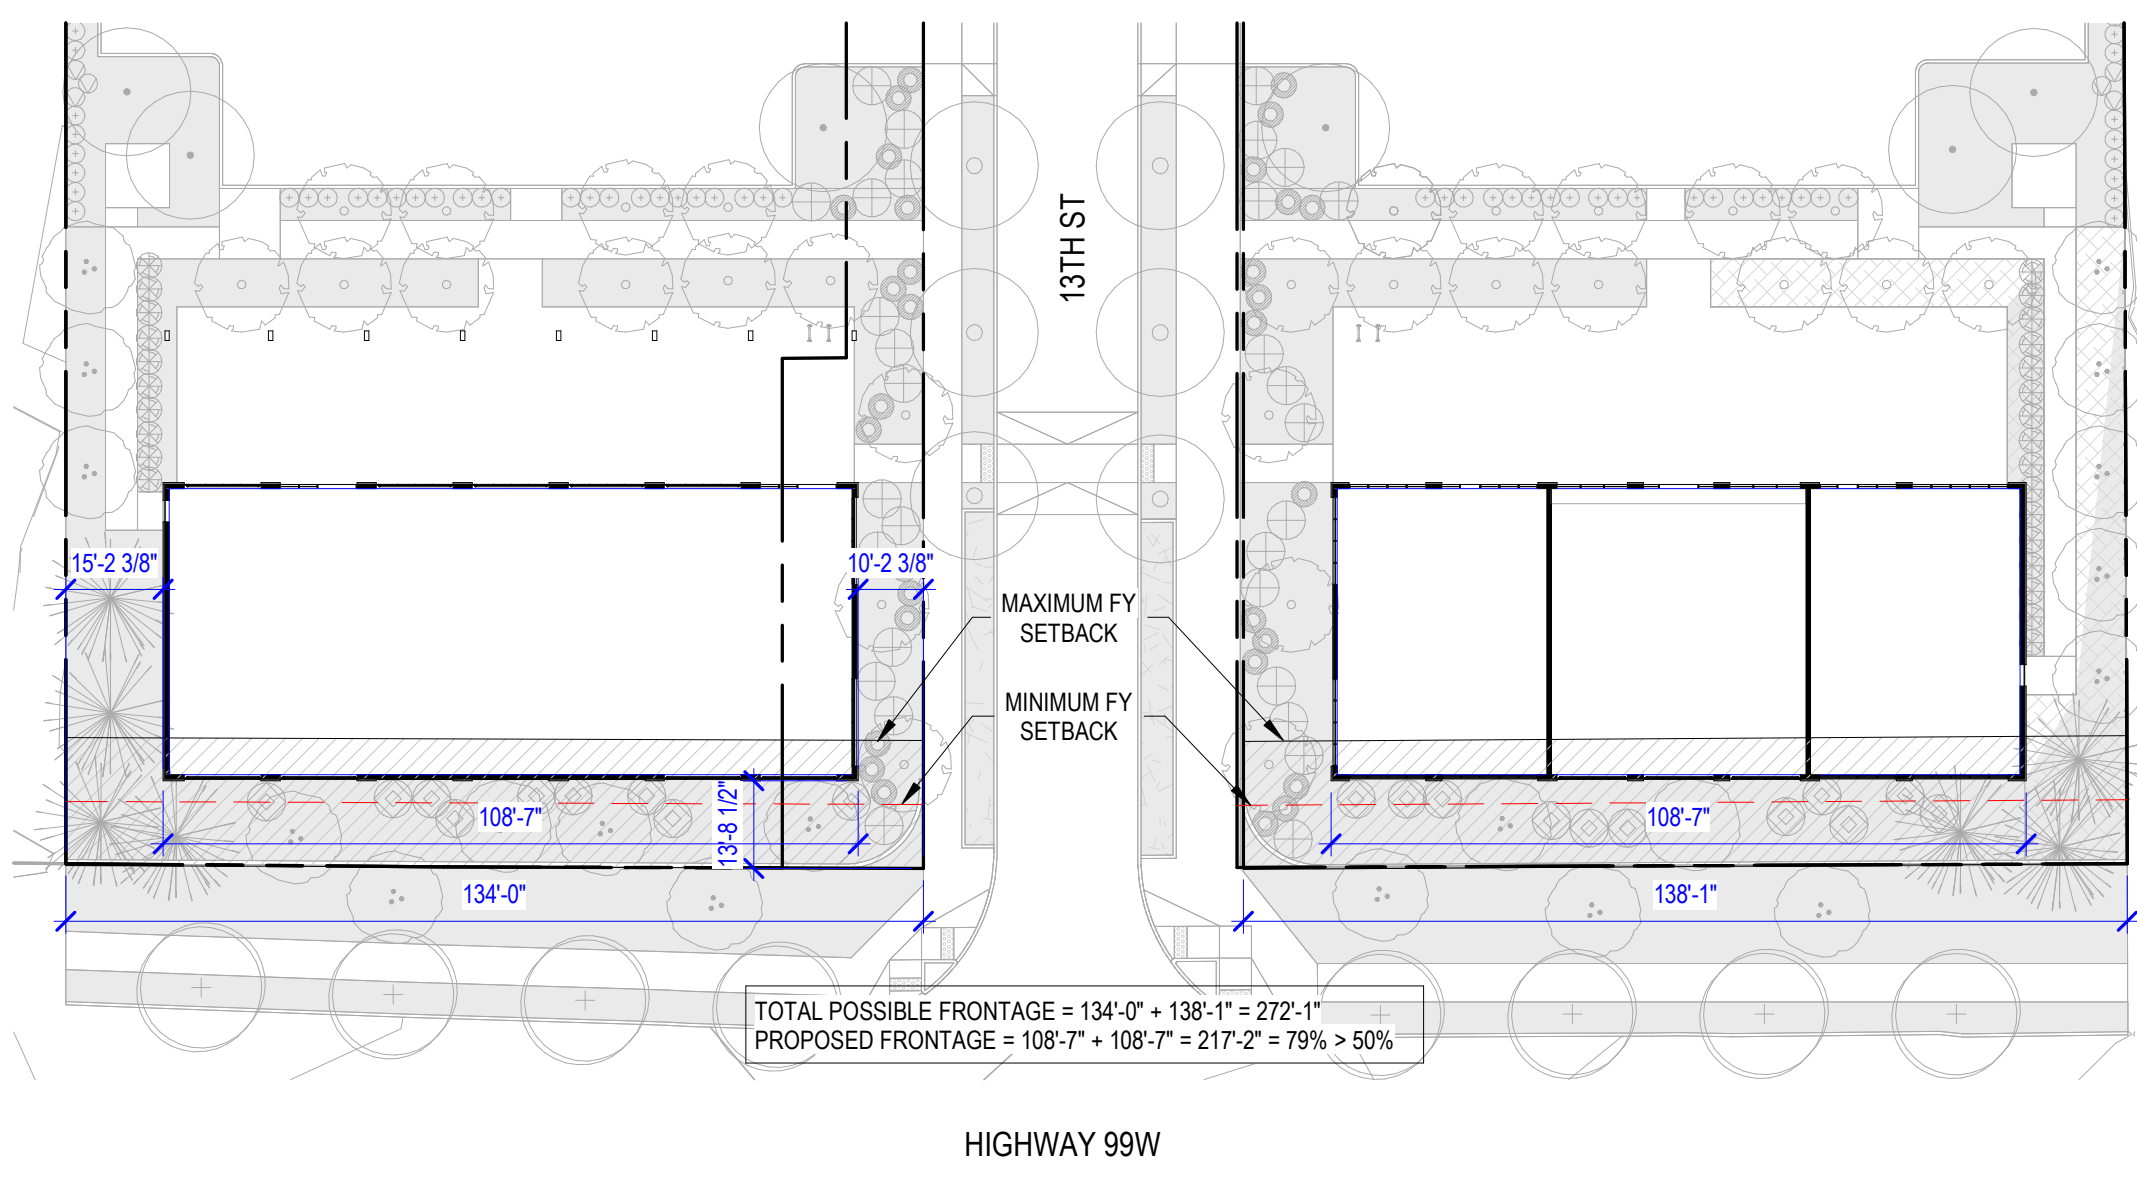 13TH ST
15'-2 3/8"
10'-2 3/8"
MAXIMUM FY
SETBACK
MINIMUM FY
SETBACK
108'-7"
13'-8 1/2"
108'-7"
134'-0"
138'-1"
TOTAL POSSIBLE FRONTAGE = 134'-0" + 138'-1" = 272'-1"
PROPOSED FRONTAGE = 108'-7" + 108'-7" = 217'-2" = 79% > 50%
HIGHWAY 99W